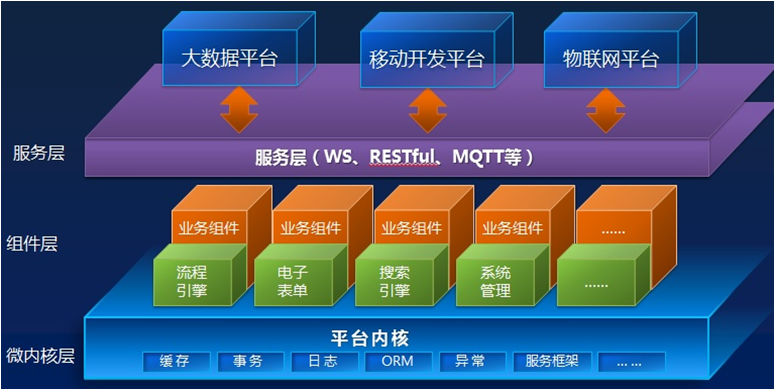 大数据平台
移动开发平台
物联网平台
服务层
服务层（WS、RESTful、MQTT等）
组件层
业务组件
业务组件
业务组件
业务组件
......
流程
引擎
电子
表单
搜索
引擎
系统
管理
......
微内核层
平台内核
缓存
事务
日志
ORM
异常
服务框架
... ...